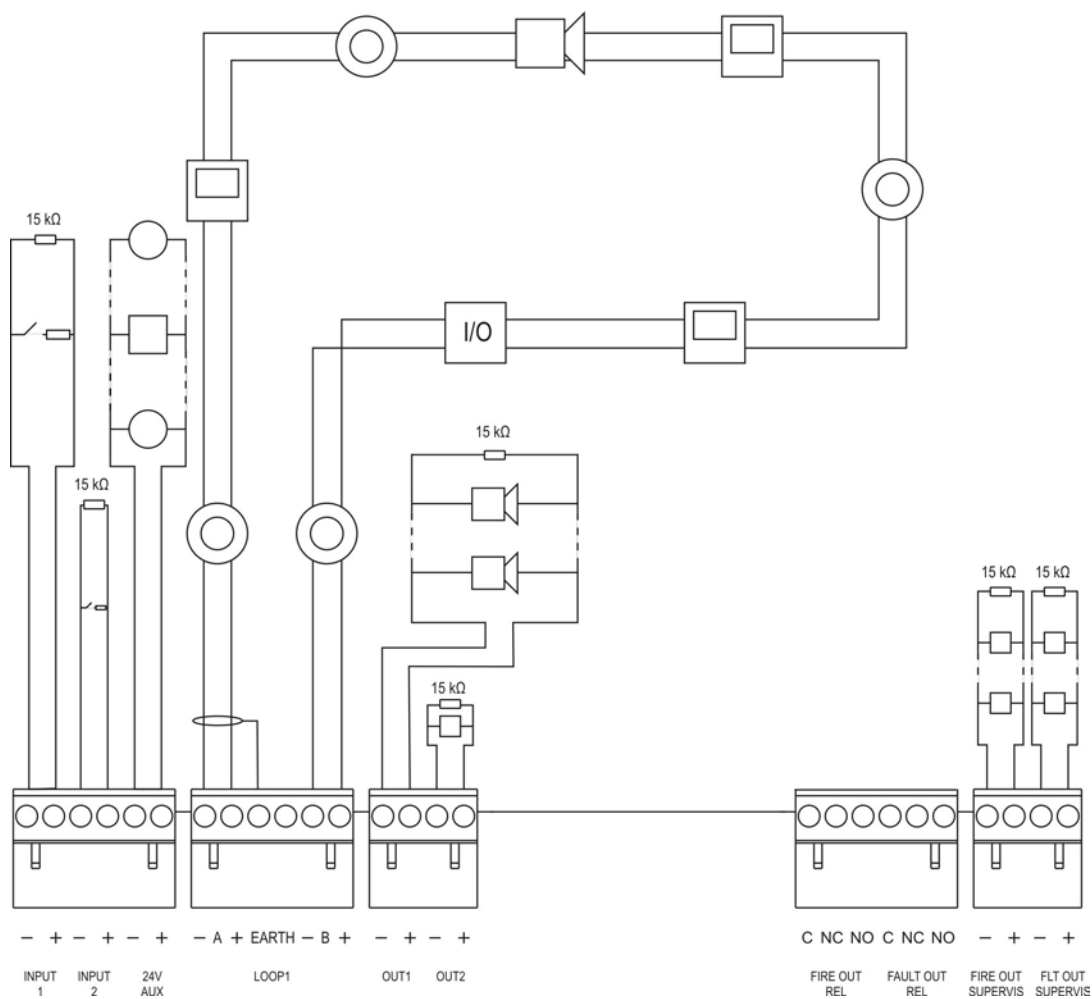 15 kΩ
I/O
15 kΩ
15 kΩ
15 kΩ 15 kΩ
15 kΩ
− + − + − + − A + EARTH − B + − + − + C NC NO C NC NO − + − +
INPUT 1
INPUT 2
24V AUX
LOOP1
OUT1
OUT2
FIRE OUT REL
FAULT OUT REL
FIRE OUT SUPERVIS
FLT OUT SUPERVIS